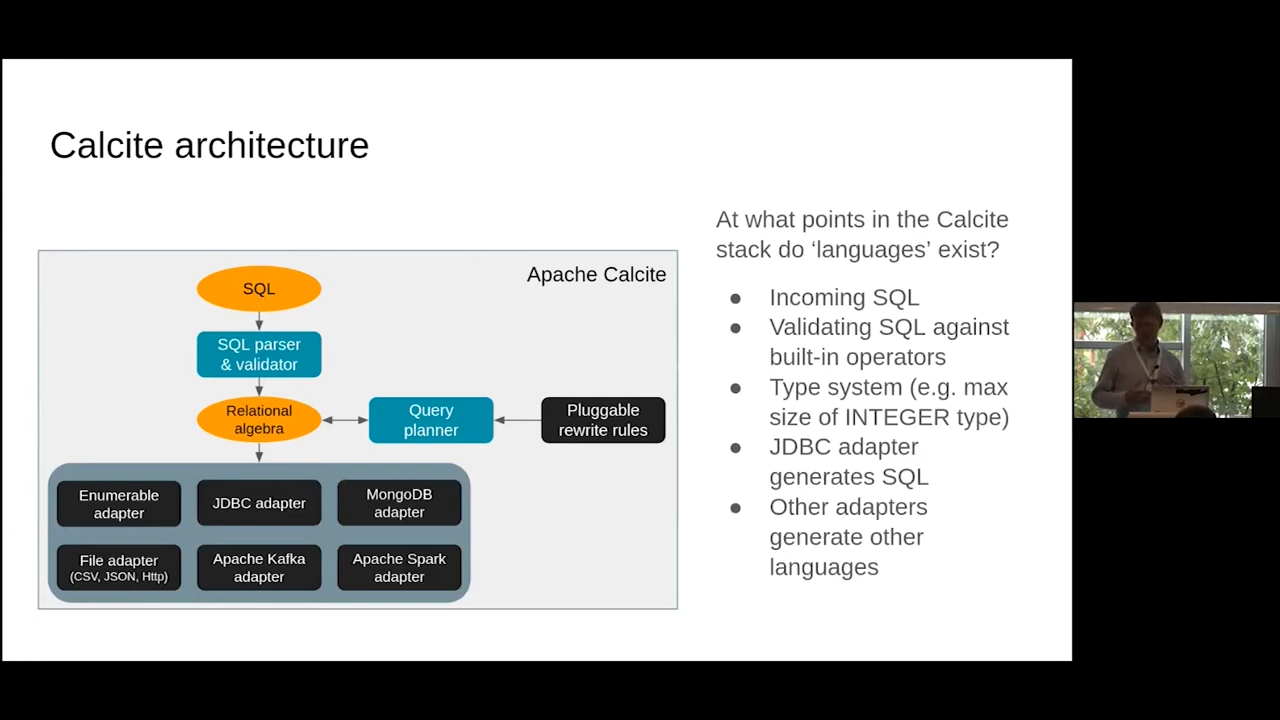 Calcite architecture
Apache Calcite
SQL
SQL parser
& validator
Relational
algebra
Query
planner
Pluggable
rewrite rules
Enumerable
adapter
JDBC adapter
MongoDB
adapter
File adapter
(CSV, JSON, Http)
Apache Kafka
adapter
Apache Spark
adapter
At what points in the Calcite
stack do ‘languages’ exist?
● Incoming SQL
● Validating SQL against
built-in operators
● Type system (e.g. max
size of INTEGER type)
● JDBC adapter
generates SQL
● Other adapters
generate other
languages